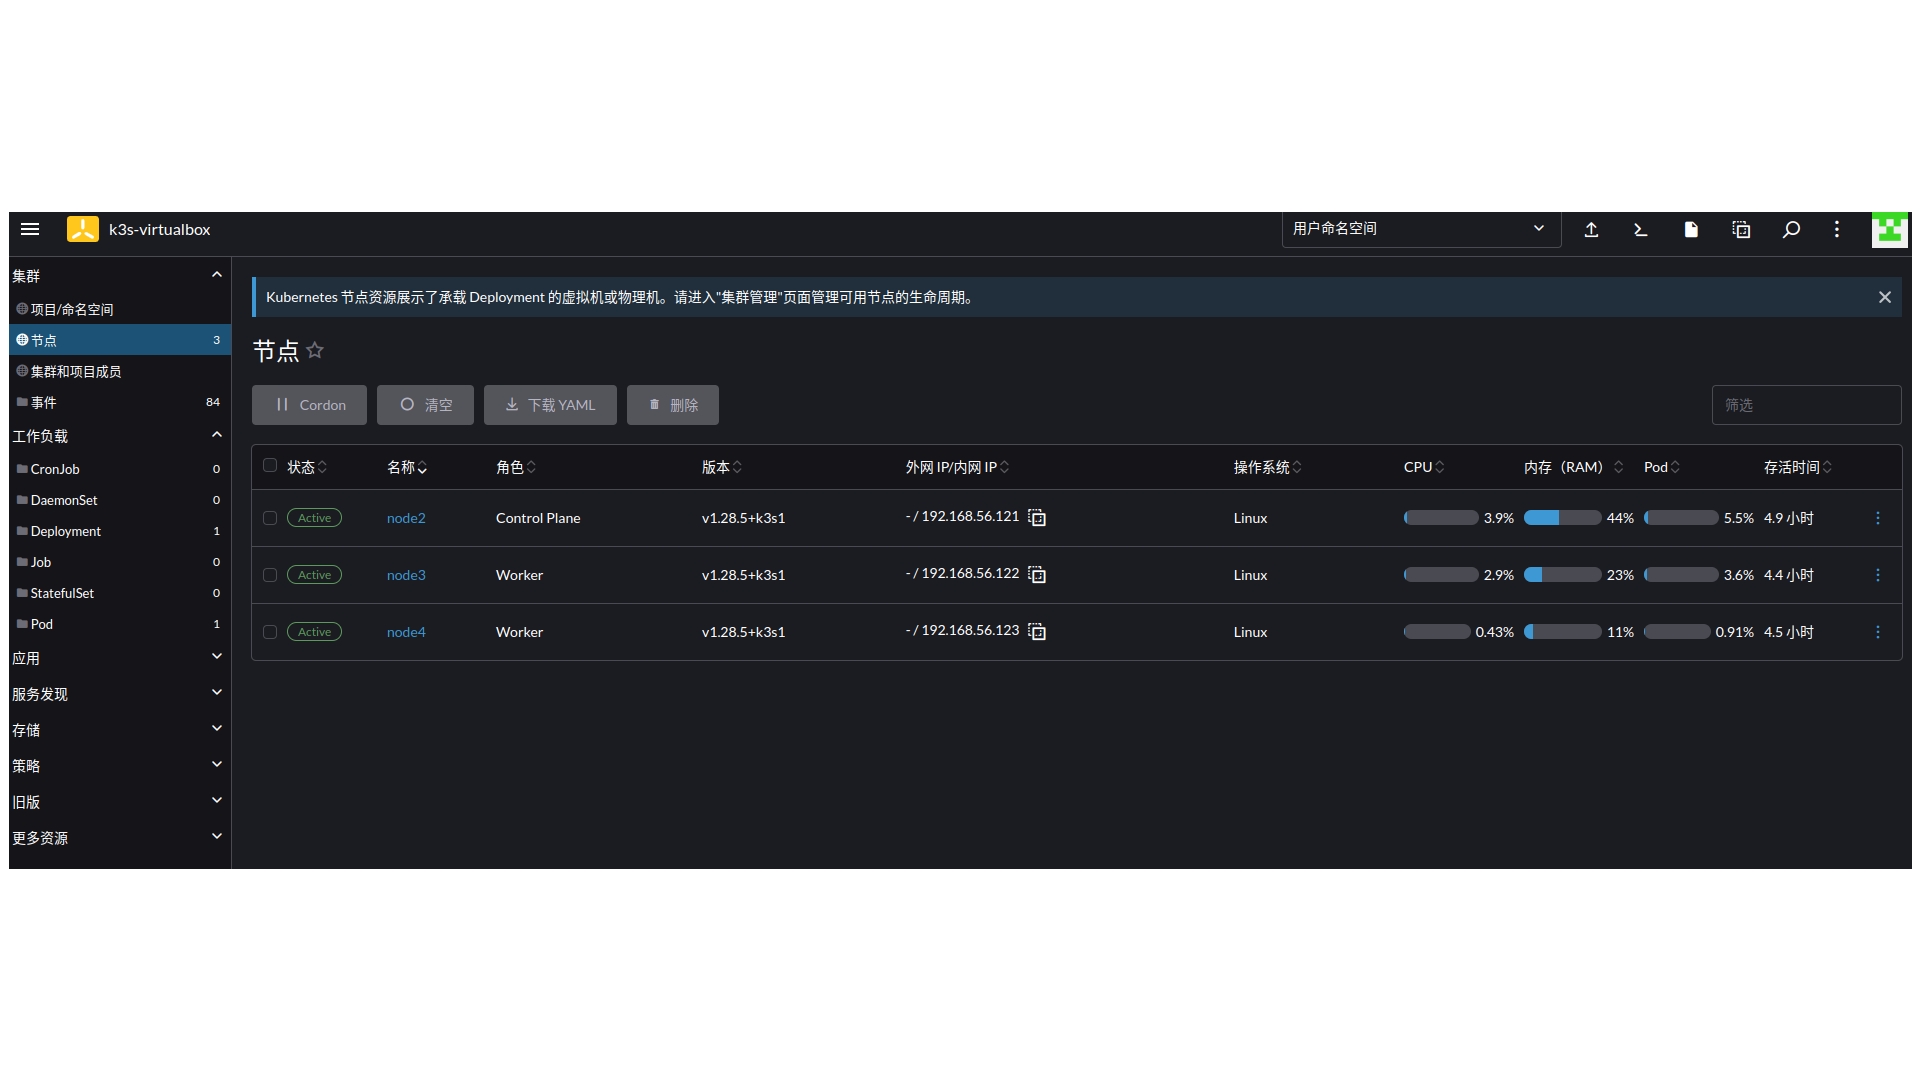 k3s-virtualbox
用户命名空间
集群
项目/命名空间
节点 3
集群和项目成员
事件 84
工作负载
CronJob 0
DaemonSet 0
Deployment 1
Job 0
StatefulSet 0
Pod 1
应用
服务发现
存储
策略
旧版
更多资源
Kubernetes 节点资源展示了承载 Deployment 的虚拟机或物理机。请进入"集群管理"页面管理可用节点的生命周期。
节点
Cordon 清空 下载 YAML 删除 筛选
状态 名称 角色 版本 外网 IP/内网 IP 操作系统 CPU 内存（RAM） Pod 存活时间
Active node2 Control Plane v1.28.5+k3s1 - / 192.168.56.121 Linux 3.9% 44% 5.5% 4.9 小时
Active node3 Worker v1.28.5+k3s1 - / 192.168.56.122 Linux 2.9% 23% 3.6% 4.4 小时
Active node4 Worker v1.28.5+k3s1 - / 192.168.56.123 Linux 0.43% 11% 0.91% 4.5 小时